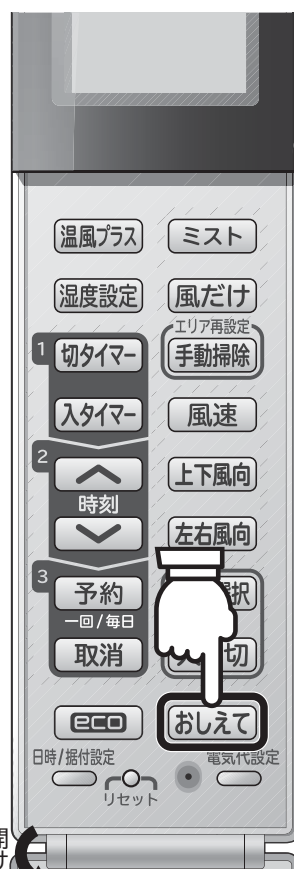 温風プラス
ミスト
湿度設定
風だけ
エリア再設定
1
切タイマー
手動掃除
入タイマー
風速
2
時刻
上下風向
左右風向
3
予約
択
一回/毎日
取消
切
eco
おしえて
日時/据付設定
電気代設定
リセット
開
け